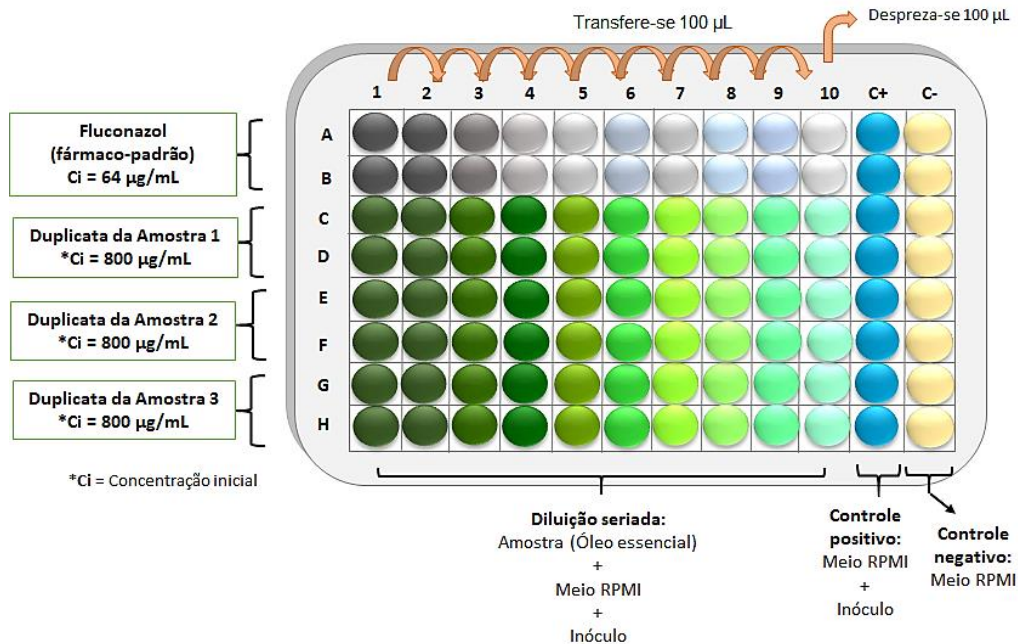 Transfere-se 100 µL
Despreza-se 100 µL
1 2 3 4 5 6 7 8 9 10 C+ C-
Fluconazol
(fármaco-padrão)
Ci = 64 µg/mL
A
B
Duplicata da Amostra 1
*Ci = 800 µg/mL
C
D
Duplicata da Amostra 2
*Ci = 800 µg/mL
E
F
Duplicata da Amostra 3
*Ci = 800 µg/mL
G
H
*Ci = Concentração inicial
Diluição seriada:
Amostra (Óleo essencial)
+
Meio RPMI
+
Inóculo
Controle
positivo:
Meio RPMI
+
Inóculo
Controle
negativo:
Meio RPMI